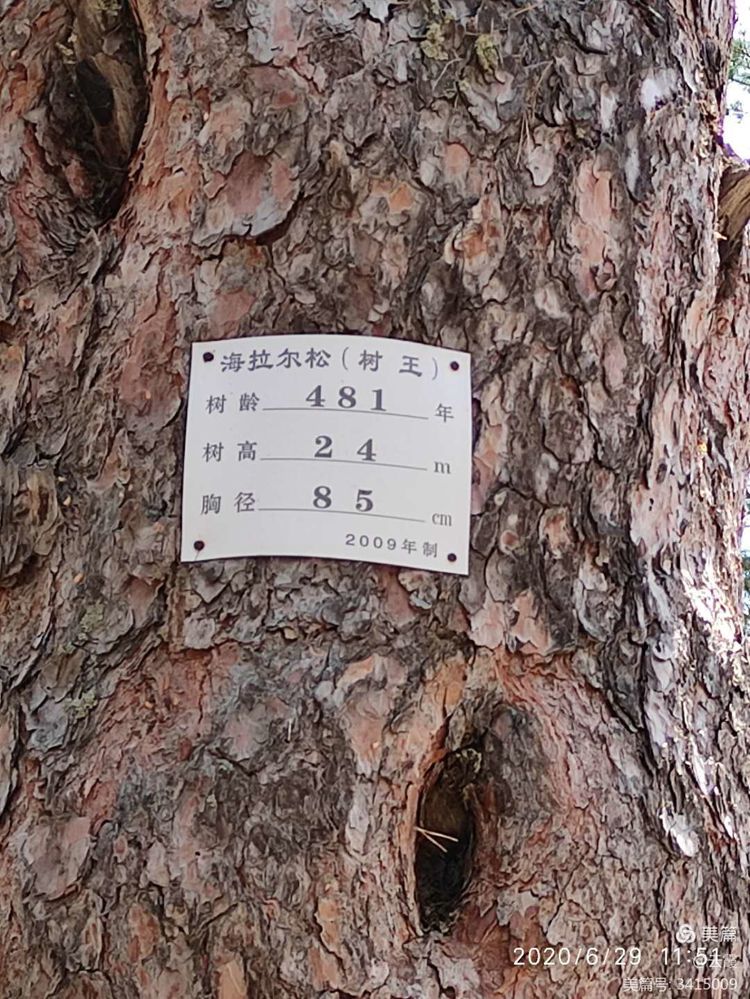 海拉尔松（树 王）
树 龄 481 年
树 高 24 m
胸 径 85 cm
2009年制
美篇
2020/6/29 11:51
美篇号: 3415009